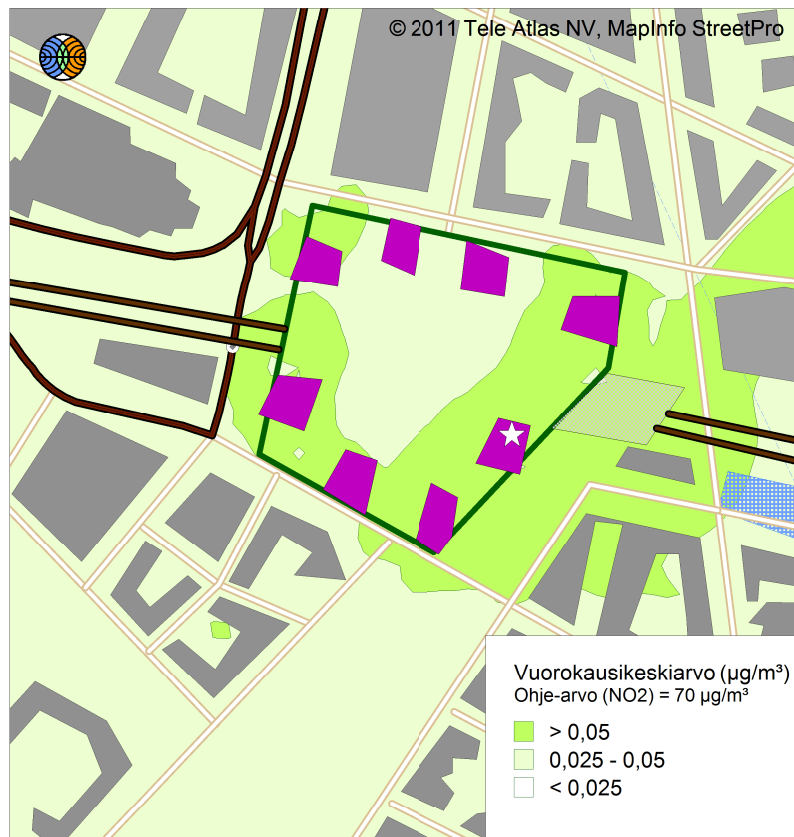 © 2011 Tele Atlas NV, MapInfo StreetPro
Vuorokausikeskiarvo (µg/m³)
Ohje-arvo (NO2) = 70 µg/m³
> 0,05
0,025 - 0,05
< 0,025